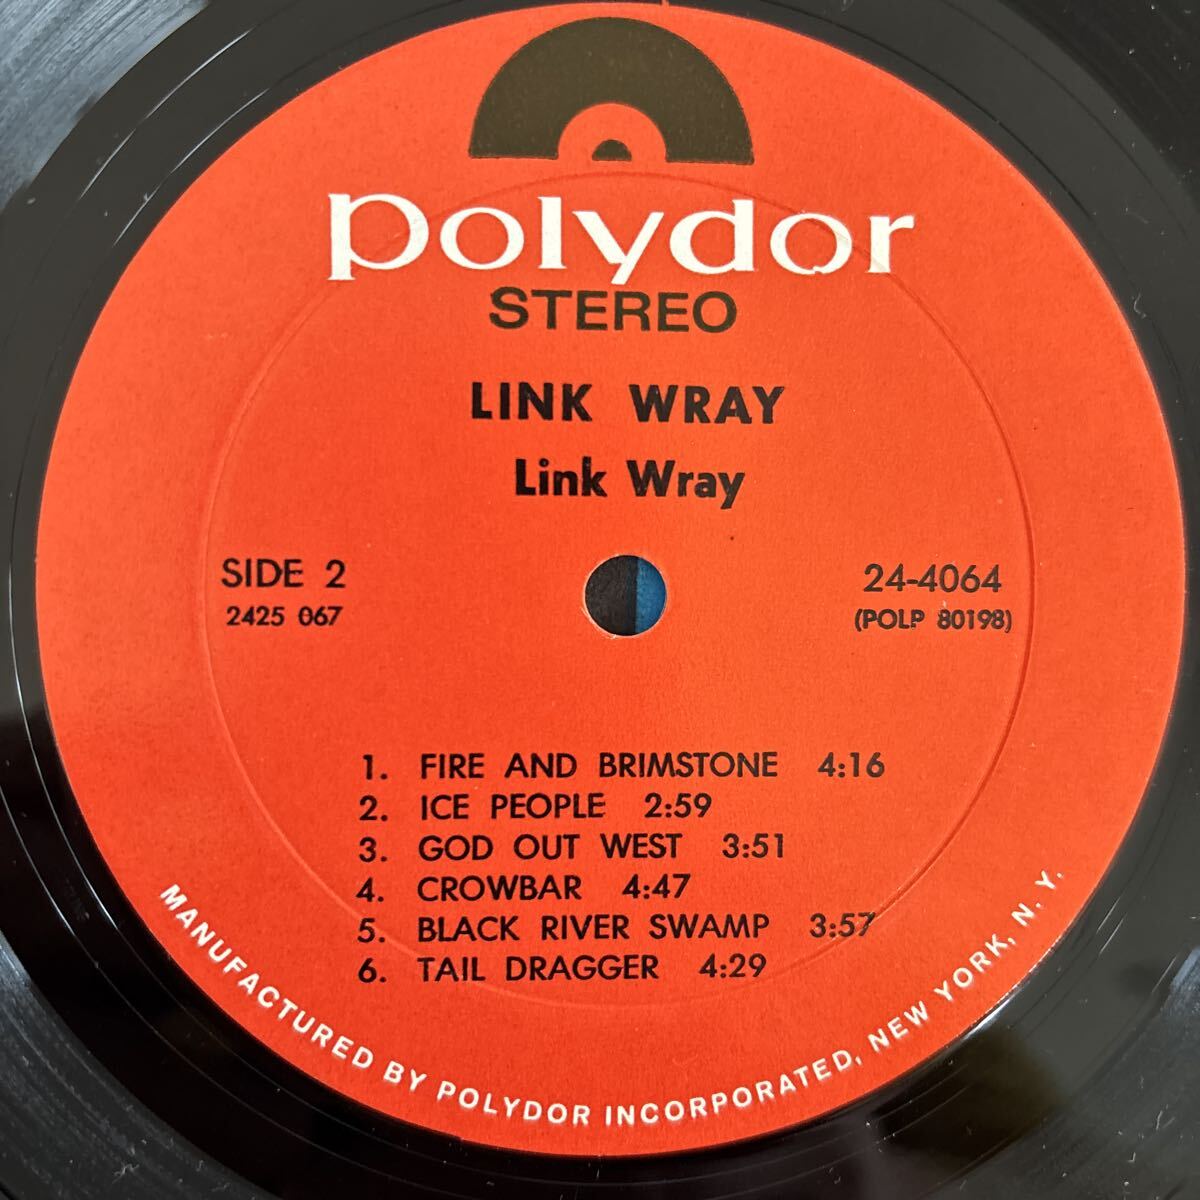 polydor
STEREO
LINK WRAY
Link Wray
SIDE 2
2425 067
24-4064
(POLP 80198)
1. FIRE AND BRIMSTONE 4:16
2. ICE PEOPLE 2:59
3. GOD OUT WEST 3:51
4. CROWBAR 4:47
5. BLACK RIVER SWAMP 3:57
6. TAIL DRAGGER 4:29
MANUFACTURED BY POLYDOR INCORPORATED, NEW YORK, N. Y.